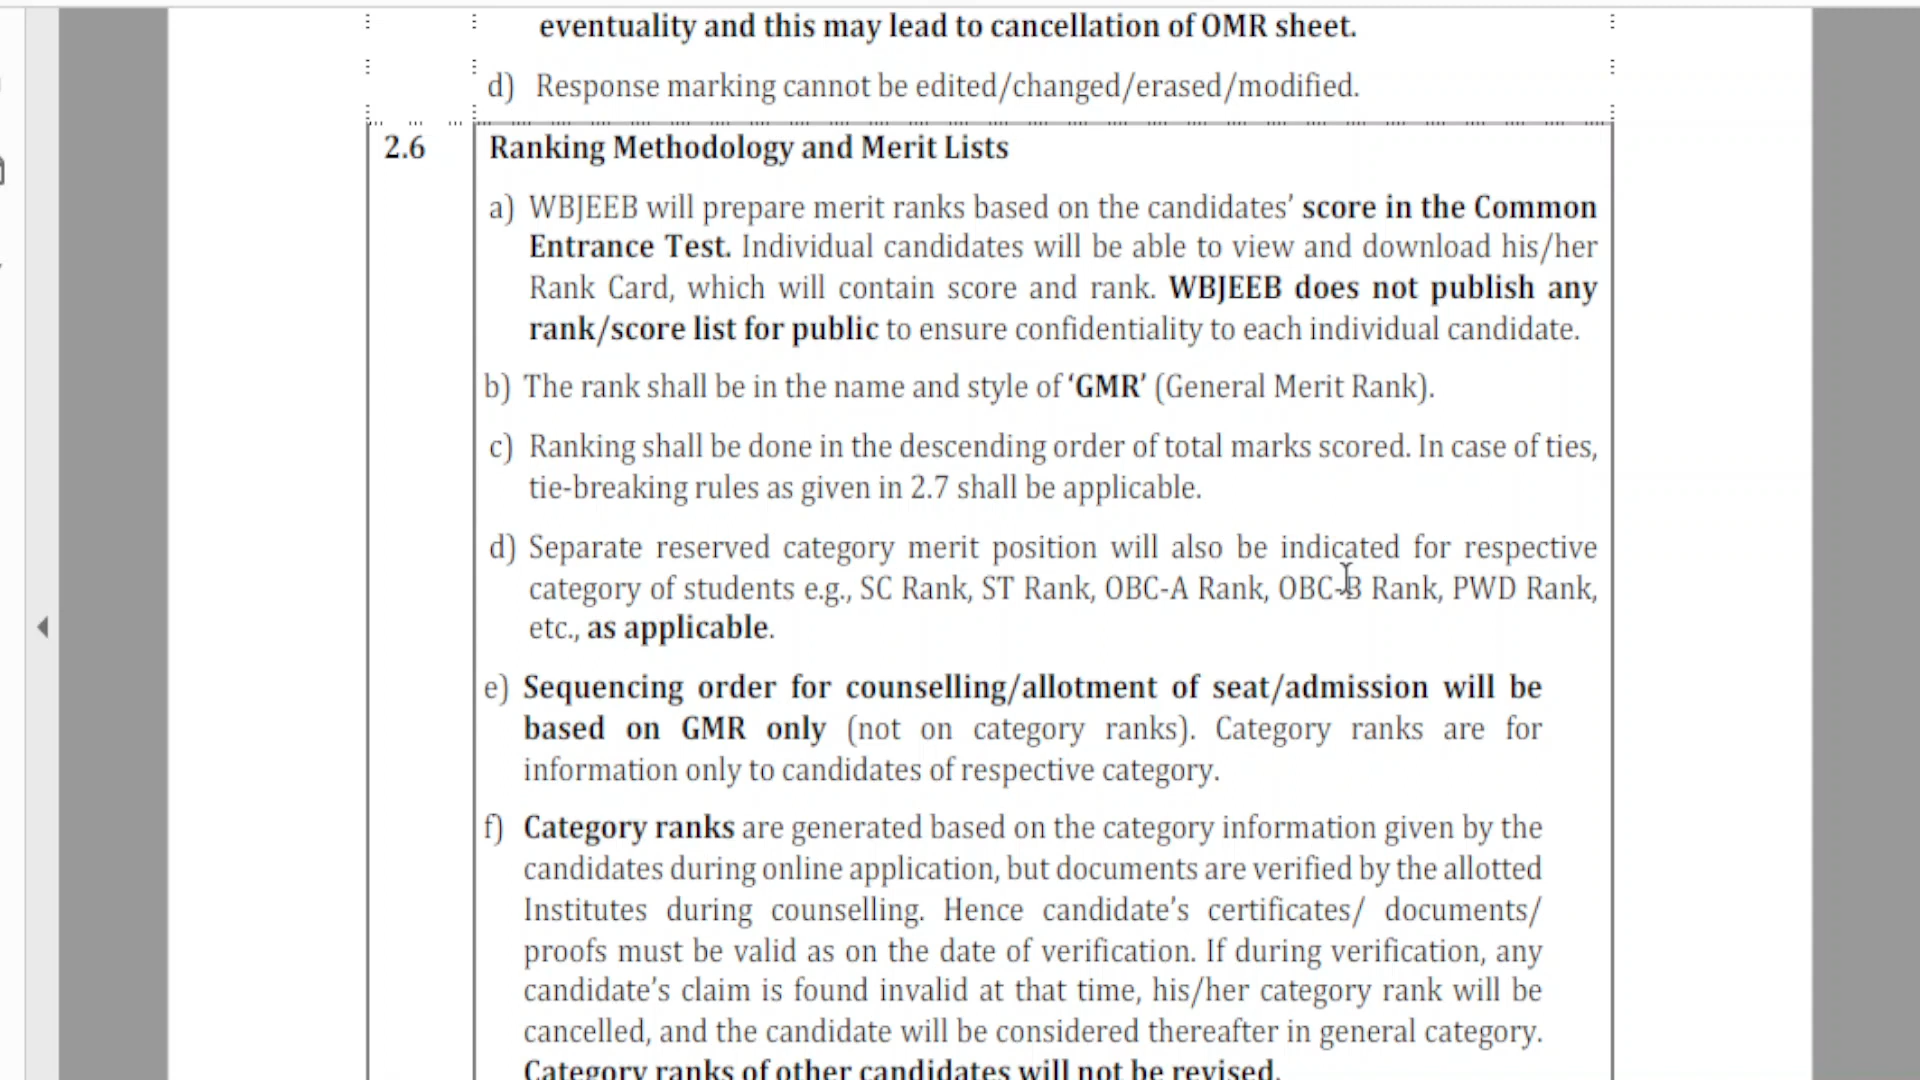 eventuality and this may lead to cancellation of OMR sheet.
d) Response marking cannot be edited/changed/erased/modified.
2.6 Ranking Methodology and Merit Lists
a) WBJEEB will prepare merit ranks based on the candidates’ score in the Common
Entrance Test. Individual candidates will be able to view and download his/her
Rank Card, which will contain score and rank. WBJEEB does not publish any
rank/score list for public to ensure confidentiality to each individual candidate.
b) The rank shall be in the name and style of ‘GMR’ (General Merit Rank).
c) Ranking shall be done in the descending order of total marks scored. In case of ties,
tie-breaking rules as given in 2.7 shall be applicable.
d) Separate reserved category merit position will also be indicated for respective
category of students e.g., SC Rank, ST Rank, OBC-A Rank, OBC-B Rank, PWD Rank,
etc., as applicable.
e) Sequencing order for counselling/allotment of seat/admission will be
based on GMR only (not on category ranks). Category ranks are for
information only to candidates of respective category.
f) Category ranks are generated based on the category information given by the
candidates during online application, but documents are verified by the allotted
Institutes during counselling. Hence candidate’s certificates/ documents/
proofs must be valid as on the date of verification. If during verification, any
candidate’s claim is found invalid at that time, his/her category rank will be
cancelled, and the candidate will be considered thereafter in general category.
Category ranks of other candidates will not be revised.